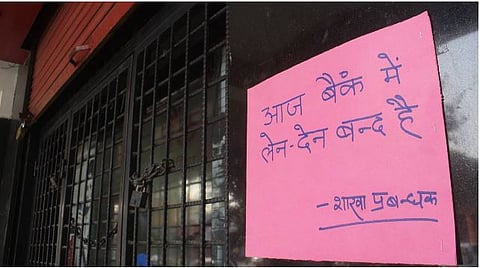 आज बैंक में
लेन-देन बन्द है
- शाखा प्रबन्धक